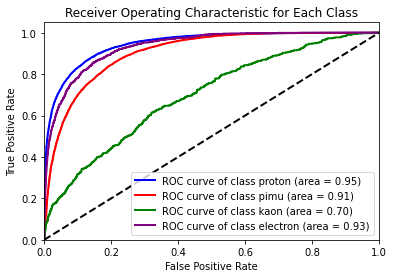 Receiver Operating Characteristic for Each Class
True Positive Rate
1.0
0.8
0.6
0.4
0.2
0.0
ROC curve of class proton (area = 0.95)
ROC curve of class pimu (area = 0.91)
ROC curve of class kaon (area = 0.70)
ROC curve of class electron (area = 0.93)
0.0 0.2 0.4 0.6 0.8 1.0
False Positive Rate